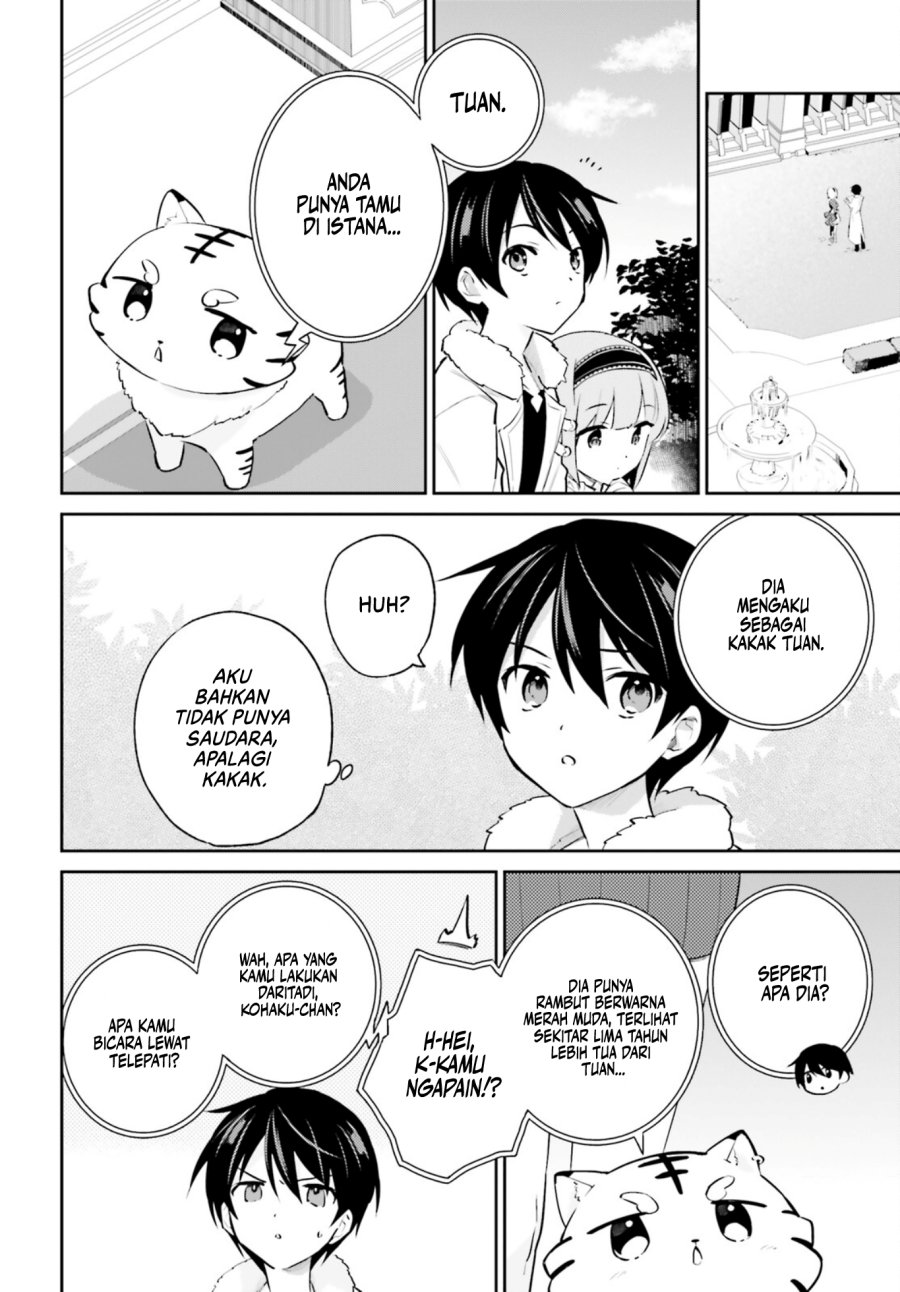 TUAN.
ANDA
PUNYA TAMU
DI ISTANA...
DIA
MENGAKU
SEBAGAI
KAKAK TUAN.
HUH?
AKU
BAHKAN
TIDAK PUNYA
SAUDARA,
APALAGI
KAKAK.
SEPERTI
APA DIA?
DIA PUNYA
RAMBUT BERWARNA
MERAH MUDA, TERLIHAT
SEKITAR LIMA TAHUN
LEBIH TUA DARI
TUAN...
H-HEI,
K-KAMU
NGAPAIN!?
WAH, APA YANG
KAMU LAKUKAN
DARITADI,
KOHAKU-CHAN?
APA KAMU
BICARA LEWAT
TELEPATI?